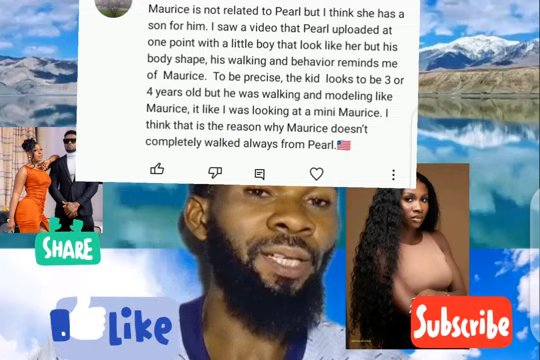 Maurice is not related to Pearl but I think she has a
son for him. I saw a video that Pearl uploaded at
one point with a little boy that look like her but his
body shape, his walking and behavior reminds me
of Maurice. To be precise, the kid looks to be 3 or
4 years old but he was walking and modeling like
Maurice, it like I was looking at a mini Maurice. I
think that is the reason why Maurice doesn't
completely walked always from Pearl.🇺🇸
SHARE
Like
Subscribe